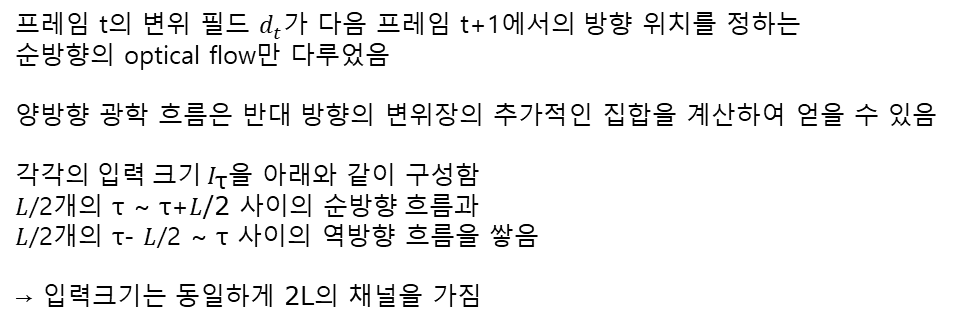 프레임 t의 변위 필드 𝑑𝑡가 다음 프레임 t+1에서의 방향 위치를 정하는
순방향의 optical flow만 다루었음
양방향 광학 흐름은 반대 방향의 변위장의 추가적인 집합을 계산하여 얻을 수 있음
각각의 입력 크기 𝐼τ을 아래와 같이 구성함
𝐿/2개의 τ ~ τ+𝐿/2 사이의 순방향 흐름과
𝐿/2개의 τ- 𝐿/2 ~ τ 사이의 역방향 흐름을 쌓음
→ 입력크기는 동일하게 2L의 채널을 가짐